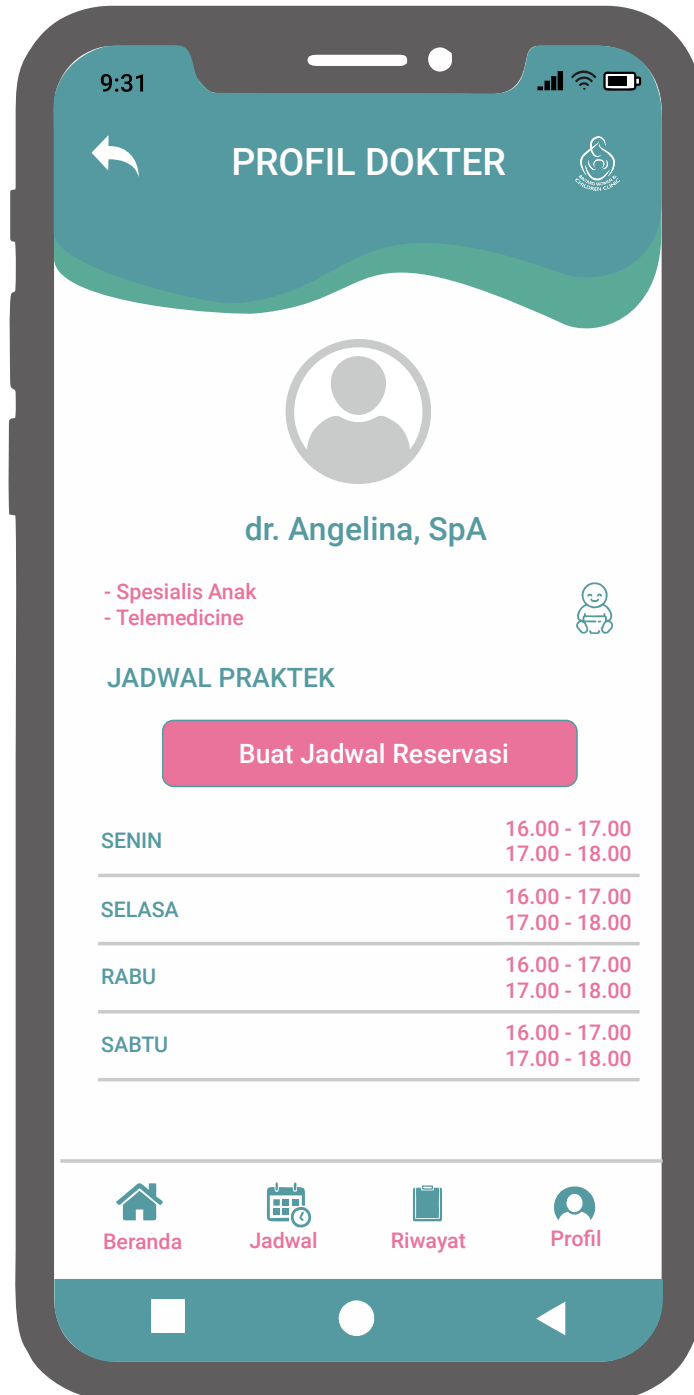 9:31
PROFIL DOKTER
CHILDREN CLINIC
dr. Angelina, SpA
- Spesialis Anak
- Telemedicine
JADWAL PRAKTEK
Buat Jadwal Reservasi
SENIN
16.00 - 17.00
17.00 - 18.00
SELASA
16.00 - 17.00
17.00 - 18.00
RABU
16.00 - 17.00
17.00 - 18.00
SABTU
16.00 - 17.00
17.00 - 18.00
Beranda
Jadwal
Riwayat
Profil